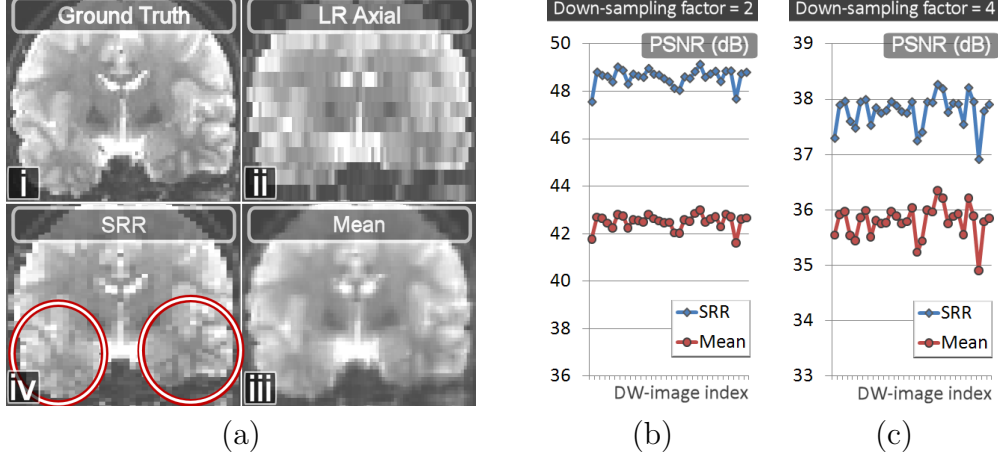 Ground Truth
LR Axial
i
ii
SRR
Mean
iv
iii
(a)
Down-sampling factor = 2
PSNR (dB)
50
48
46
44
42
40
38
36
SRR
Mean
DW-image index
(b)
Down-sampling factor = 4
PSNR (dB)
39
38
37
36
35
34
33
SRR
Mean
DW-image index
(c)